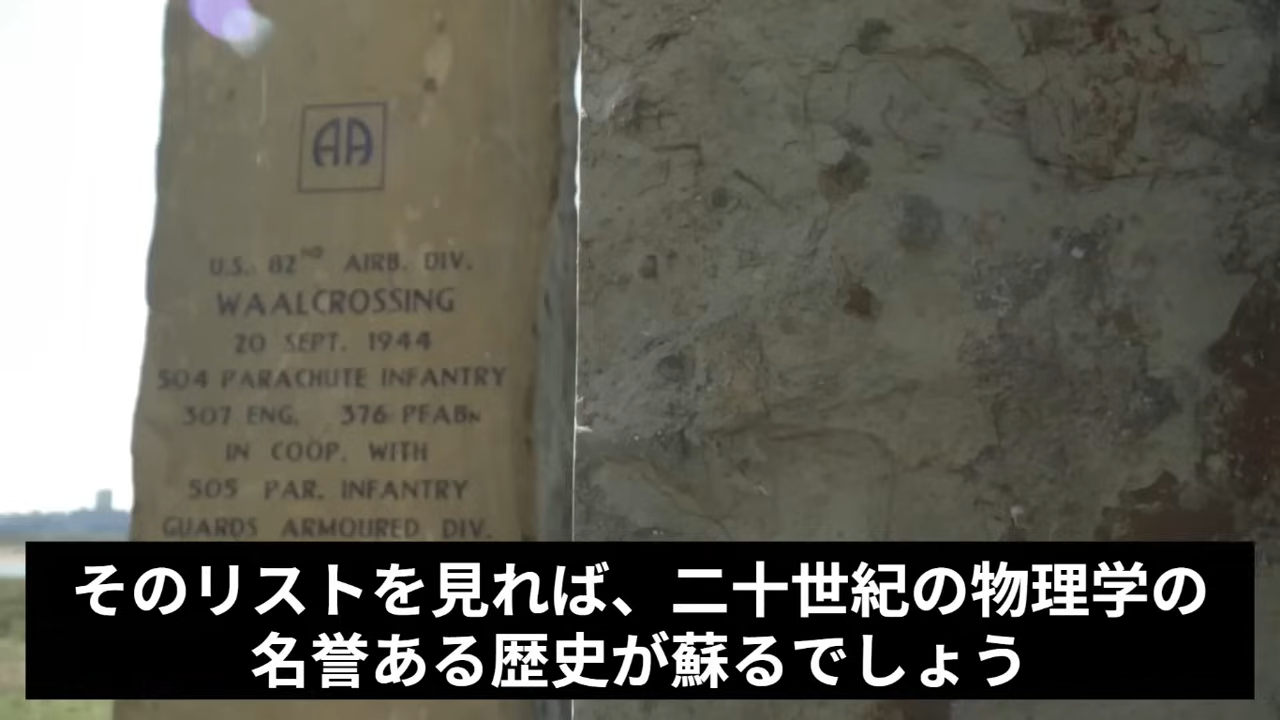 AA
U.S. 82ND AIRB. DIV.
WAALCROSSING
20 SEPT. 1944
504 PARACHUTE INFANTRY
307 ENG. 376 PFABN
IN COOP. WITH
505 PAR. INFANTRY
GUARDS ARMOURED DIV.
そのリストを見れば、二十世紀の物理学の
名誉ある歴史が蘇るでしょう